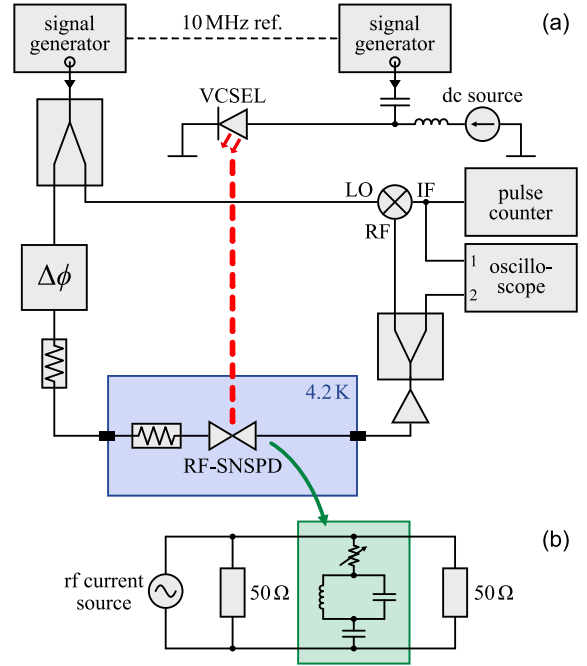 signal
generator
10 MHz ref.
signal
generator
(a)
VCSEL
dc source
LO
IF
RF
pulse
counter
1
2
oscillo-
scope
Δϕ
4.2 K
RF-SNSPD
(b)
rf current
source
50 Ω
50 Ω